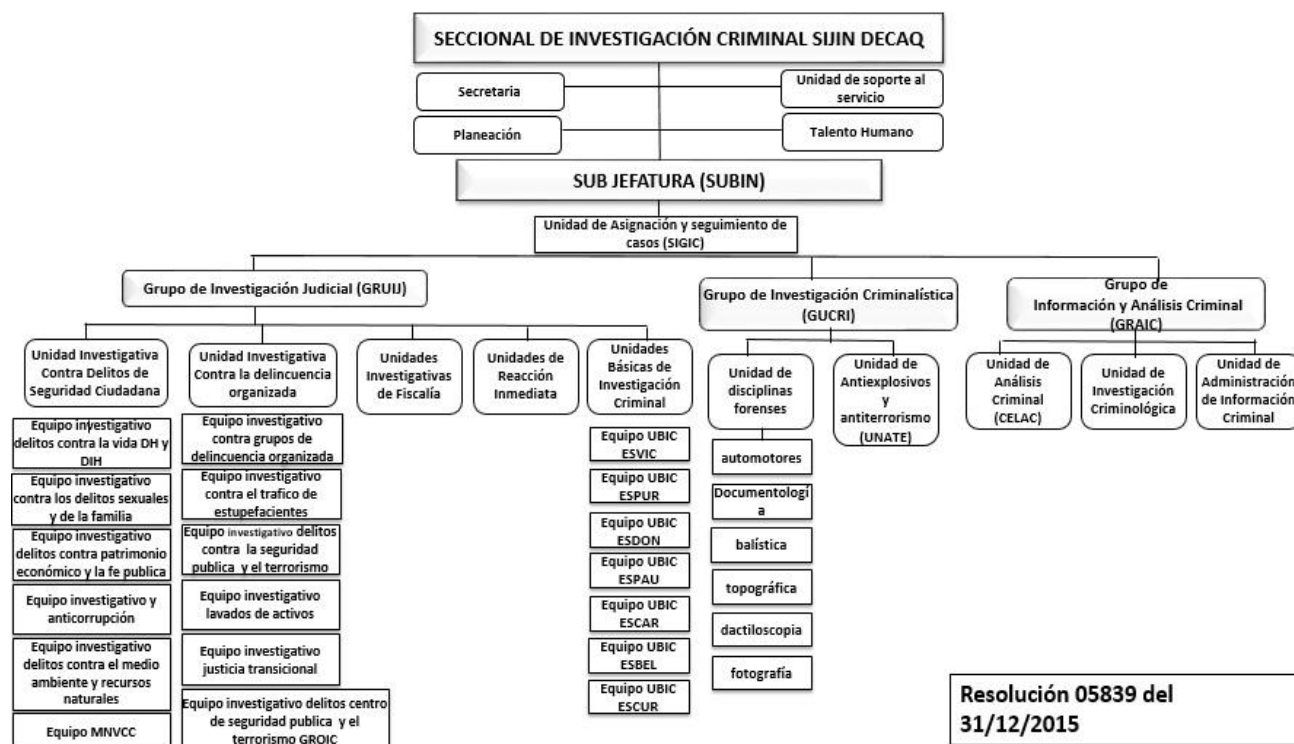 SECCIONAL DE INVESTIGACIÓN CRIMINAL SIJIN DECAQ
Secretaria
Unidad de soporte al
servicio
Planeación
Talento Humano
SUB JEFATURA (SUBIN)
Unidad de Asignación y seguimiento de
casos (SIGIC)
Grupo de Investigación Judicial (GRUIJ)
Grupo de Investigación Criminalística
(GUCRI)
Grupo de
Información y Análisis Criminal
(GRAIC)
Unidad Investigativa
Contra Delitos de
Seguridad Ciudadana
Unidad Investigativa
Contra la delincuencia
organizada
Unidades
Investigativas
de Fiscalía
Unidades de
Reacción
Inmediata
Unidades
Básicas de
Investigación
Criminal
Unidad de
disciplinas
forenses
Unidad de
Antiexplosivos
y
antiterrorismo
(UNATE)
Unidad de
Análisis
Criminal
(CELAC)
Unidad de
Investigación
Criminológica
Unidad de
Administración
de Información
Criminal
Equipo investigativo
delitos contra la vida DH y
DIH
Equipo investigativo
contra los delitos sexuales
y de la familia
Equipo investigativo
delitos contra patrimonio
económico y la fe publica
Equipo investigativo y
anticorrupción
Equipo investigativo
delitos contra el medio
ambiente y recursos
naturales
Equipo MNVCC
Equipo investigativo
contra grupos de
delincuencia organizada
Equipo investigativo
contra el trafico de
estupefacientes
Equipo investigativo delitos
contra la seguridad
publica y el terrorismo
Equipo investigativo
lavados de activos
Equipo investigativo
justicia transicional
Equipo investigativo delitos centro
de seguridad publica y el
terrorismo GROIC
Equipo UBIC
ESVIC
Equipo UBIC
ESPUR
Equipo UBIC
ESDON
Equipo UBIC
ESPAU
Equipo UBIC
ESCAR
Equipo UBIC
ESBEL
Equipo UBIC
ESCUR
automotores
Documentologí
a
balística
topográfica
dactiloscopia
fotografía
Resolución 05839 del
31/12/2015